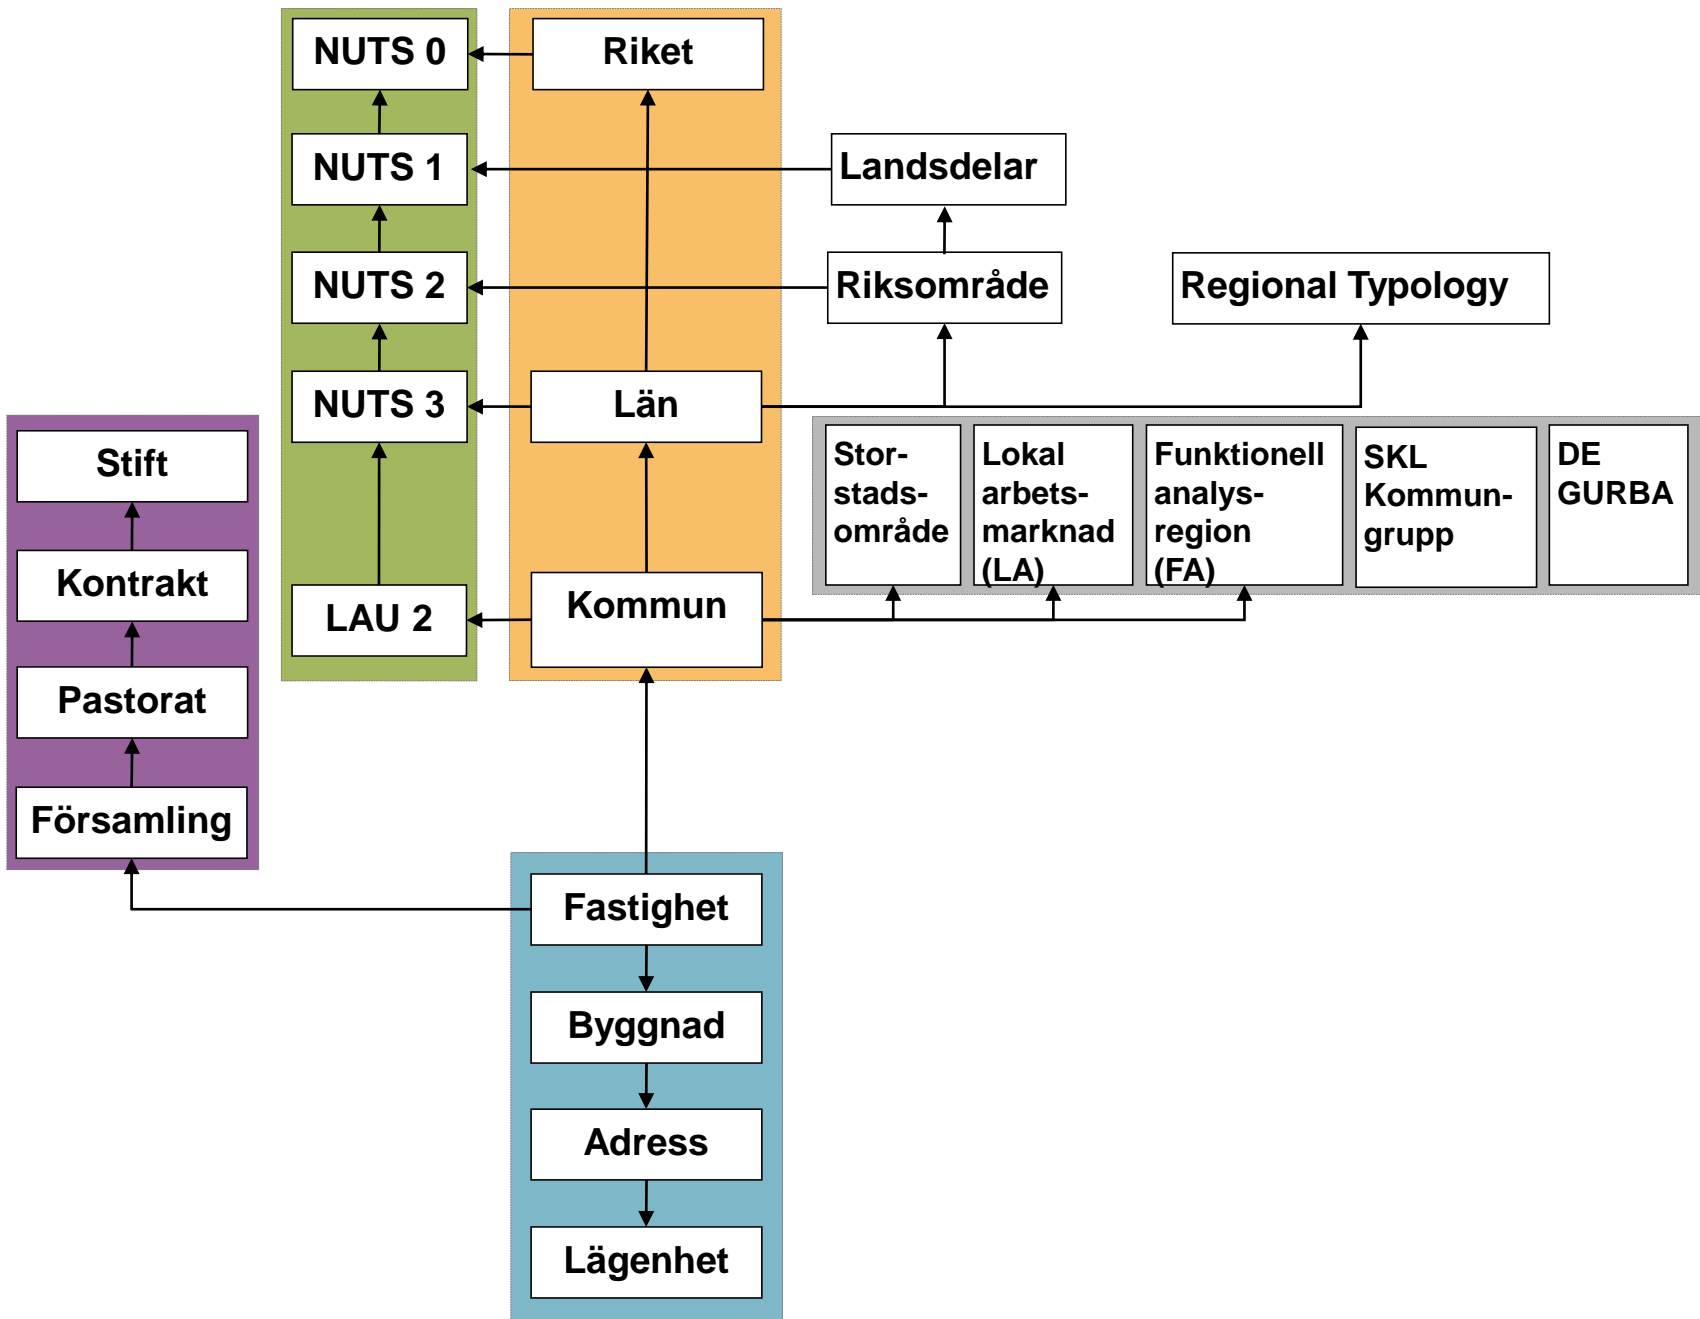 NUTS 0
Riket
NUTS 1
Landsdelar
NUTS 2
Riksområde
Regional Typology
NUTS 3
Län
Stift
Kontrakt
Pastorat
Församling
LAU 2
Kommun
Stor-
stads-
område
Lokal
arbets-
marknad
(LA)
Funktionell
analys-
region
(FA)
SKL
Kommun-
grupp
DE
GURBA
Fastighet
Byggnad
Adress
Lägenhet